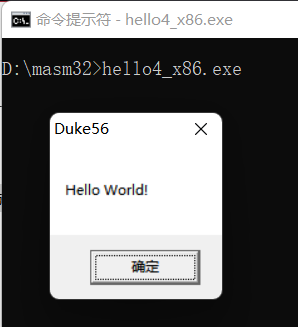 命令提示符 - hello4_x86.exe
D:\masm32>hello4_x86.exe
Duke56
Hello World!
确定